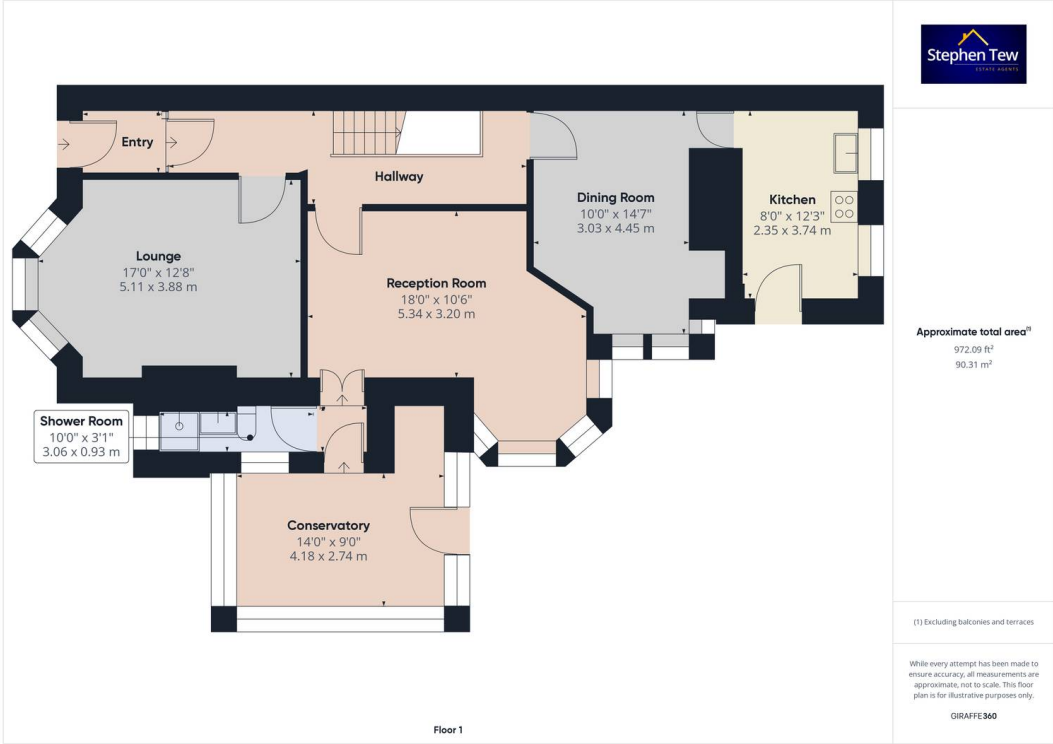 Entry
Hallway
Lounge
17'0" x 12'8"
5.11 x 3.88 m
Reception Room
18'0" x 10'6"
5.34 x 3.20 m
Dining Room
10'0" x 14'7"
3.03 x 4.45 m
Kitchen
8'0" x 12'3"
2.35 x 3.74 m
Shower Room
10'0" x 3'1"
3.06 x 0.93 m
Conservatory
14'0" x 9'0"
4.18 x 2.74 m
Floor 1
Stephen Tew
ESTATE AGENTS
Approximate total area(1)
972.09 ft²
90.31 m²
(1) Excluding balconies and terraces
While every attempt has been made to
ensure accuracy, all measurements are
approximate, not to scale. This floor
plan is for illustrative purposes only.
GIRAFFE360